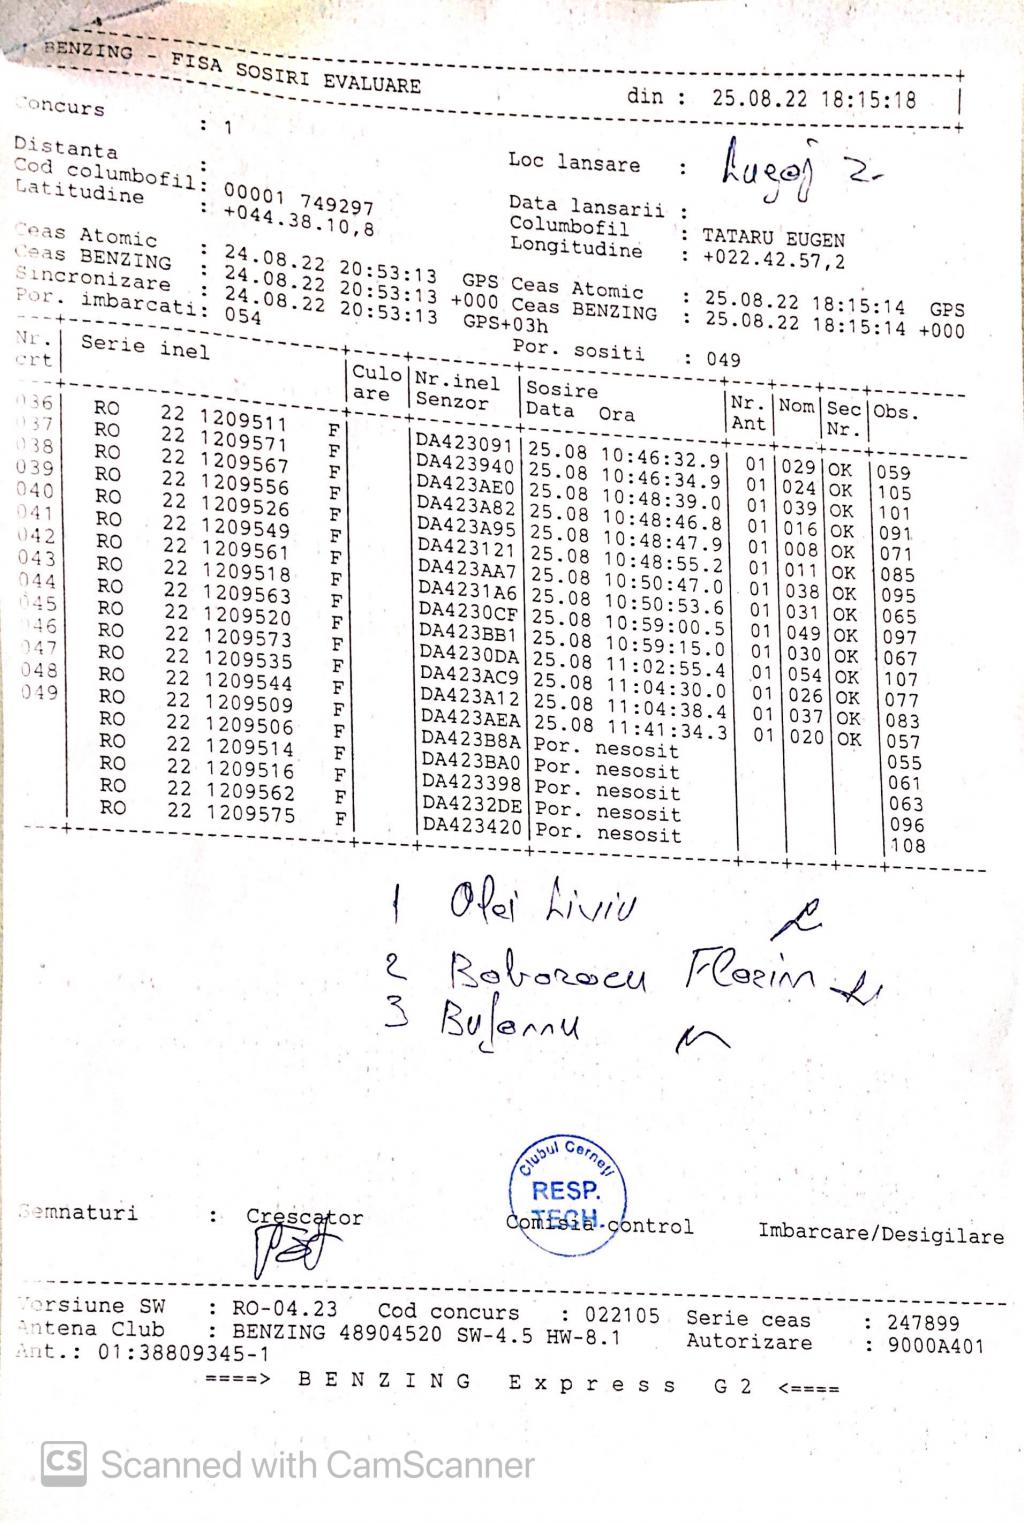 BENZING - FISA SOSIRI EVALUARE din : 25.08.22 18:15:18
Concurs : 1 Loc lansare : Lugoj 2
Distanta : Data lansarii :
Cod columbofil: 00001 749297 Columbofil : TATARU EUGEN
Latitudine : +044.38.10,8 Longitudine : +022.42.57,2
Ceas Atomic : 24.08.22 20:53:13 GPS Ceas Atomic : 25.08.22 18:15:14 GPS
Ceas BENZING : 24.08.22 20:53:13 +000 Ceas BENZING : 25.08.22 18:15:14 +000
Sincronizare : 24.08.22 20:53:13 GPS+03h
Por. imbarcati: 054 Por. sositi : 049
Nr. Serie inel Culo Nr.inel Sosire Nr. Nom Sec Obs.
crt are Senzor Data Ora Ant Nr.
036 RO 22 1209511 F DA423091 25.08 10:46:32.9 01 029 OK 059
037 RO 22 1209571 F DA423940 25.08 10:46:34.9 01 024 OK 105
038 RO 22 1209567 F DA423AE0 25.08 10:48:39.0 01 039 OK 101
039 RO 22 1209556 F DA423A82 25.08 10:48:46.8 01 016 OK 091
040 RO 22 1209526 F DA423A95 25.08 10:48:47.9 01 008 OK 071
041 RO 22 1209549 F DA423121 25.08 10:48:55.2 01 011 OK 085
042 RO 22 1209561 F DA423AA7 25.08 10:50:47.0 01 038 OK 095
043 RO 22 1209518 F DA4231A6 25.08 10:50:53.6 01 031 OK 065
044 RO 22 1209563 F DA4230CF 25.08 10:59:00.5 01 049 OK 097
045 RO 22 1209520 F DA423BB1 25.08 10:59:15.0 01 030 OK 067
046 RO 22 1209573 F DA4230DA 25.08 11:02:55.4 01 054 OK 107
047 RO 22 1209535 F DA423AC9 25.08 11:04:30.0 01 026 OK 077
048 RO 22 1209544 F DA423A12 25.08 11:04:38.4 01 037 OK 083
049 RO 22 1209509 F DA423AEA 25.08 11:41:34.3 01 020 OK 057
RO 22 1209506 F DA423B8A Por. nesosit 055
RO 22 1209514 F DA423BA0 Por. nesosit 061
RO 22 1209516 F DA423398 Por. nesosit 063
RO 22 1209562 F DA4232DE Por. nesosit 096
RO 22 1209575 F DA423420 Por. nesosit 108
1 Olei Liviu
2 Boborocu Florin
3
Clubul Cerneți
RESP.
TECH.
Semnaturi : Crescator Comisia control Imbarcare/Desigilare
Versiune SW : RO-04.23 Cod concurs : 022105 Serie ceas : 247899
Antena Club : BENZING 48904520 SW-4.5 HW-8.1 Autorizare : 9000A401
Ant.: 01:38809345-1
====> B E N Z I N G E x p r e s s G 2 <====
CS Scanned with CamScanner